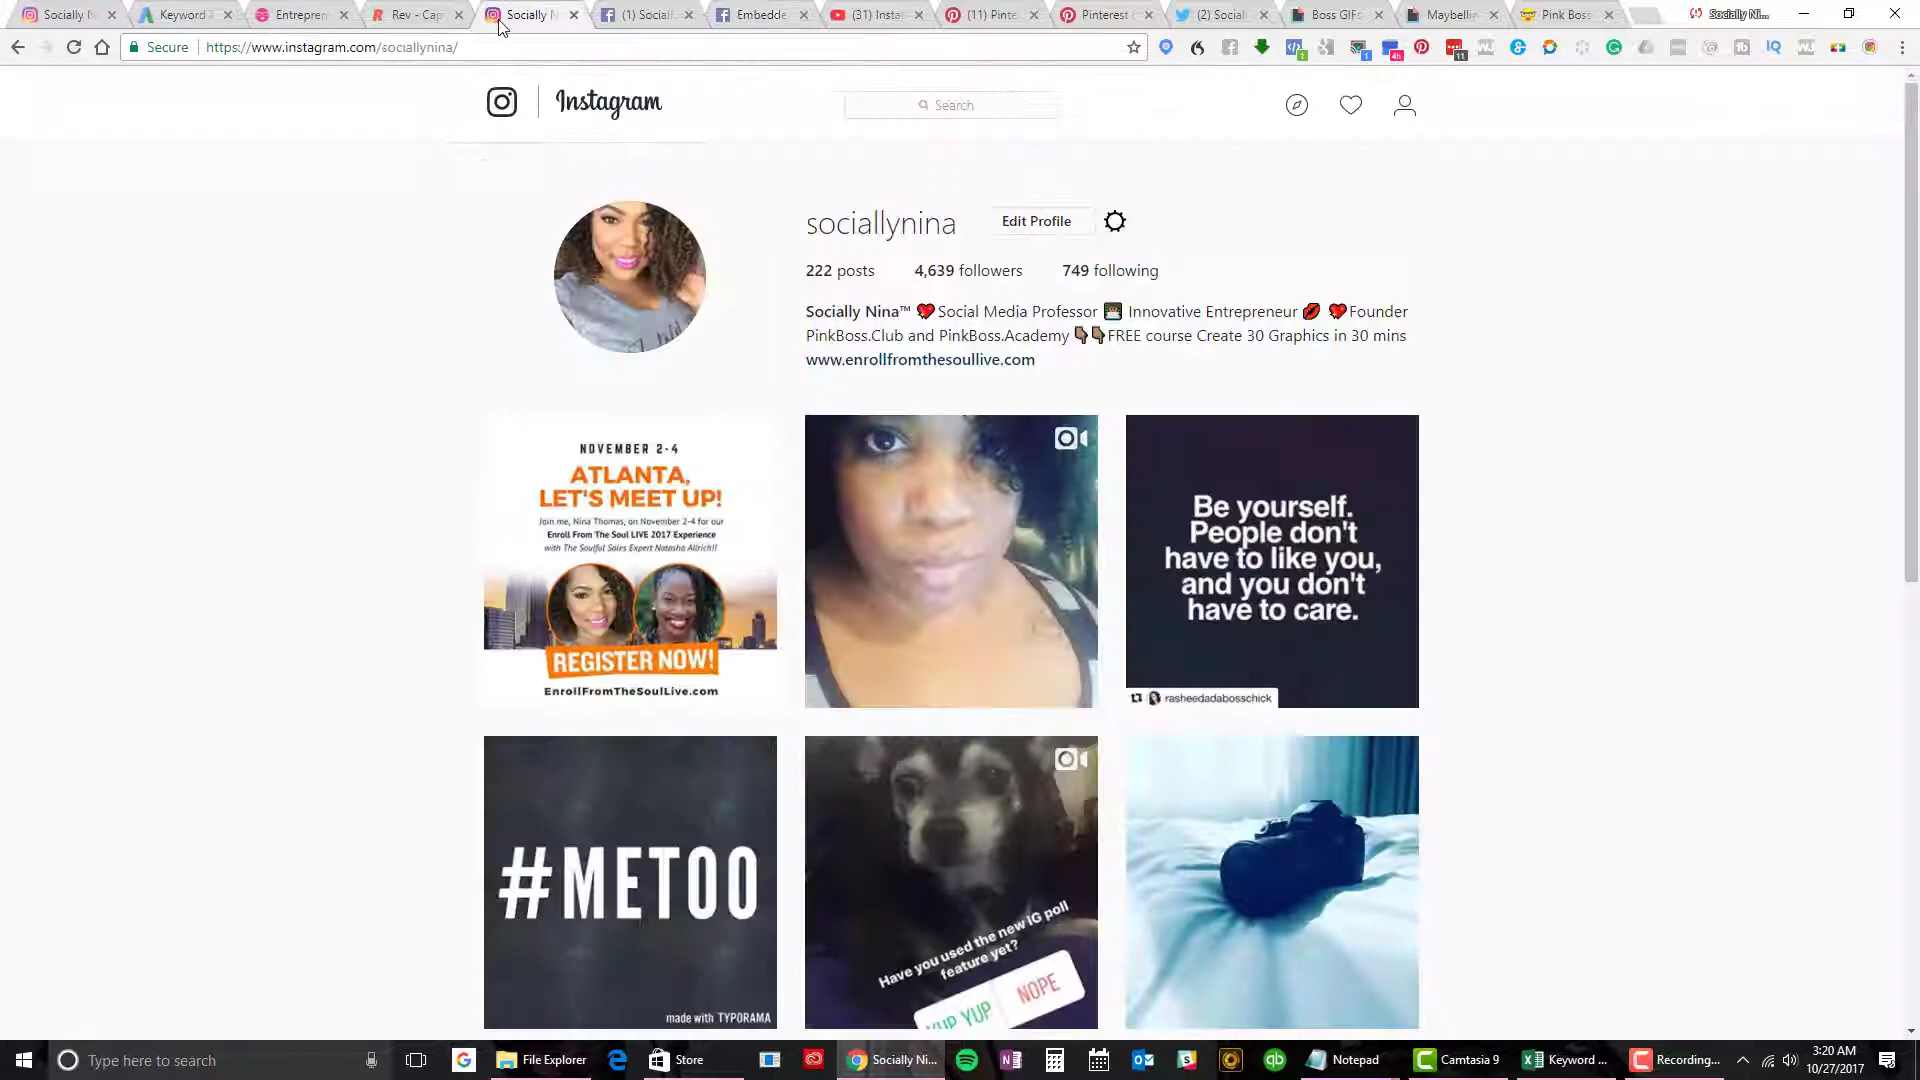 Socially N
Keyword
Entrepren
Rev - Cap
Socially N
(1) Social
Embedde
(31) Insta
(11) Pinte
Pinterest
(2) Social
Boss GIFs
Maybellin
Pink Boss
Socially Ni...
Secure
https://www.instagram.com/sociallynina/
Instagram
Search
sociallynina
Edit Profile
222 posts
4,639 followers
749 following
Socially Nina™ 💖Social Media Professor 👩🏾‍💻 Innovative Entrepreneur 💋 💖Founder
PinkBoss.Club and PinkBoss.Academy 👇🏾👇🏾FREE course Create 30 Graphics in 30 mins
www.enrollfromthesoullive.com
NOVEMBER 2-4
ATLANTA,
LET'S MEET UP!
Join me, Nina Thomas, on November 2-4 for our
Enroll From The Soul LIVE 2017 Experience
with The Soulful Sales Expert Natasha Allrich!!
REGISTER NOW!
EnrollFromTheSoulLive.com
Be yourself.
People don't
have to like you,
and you don't
have to care.
rasheedadabosschick
#METOO
made with TYPORAMA
Have you used the new IG poll
feature yet?
YUP YUP
NOPE
Type here to search
File Explorer
Store
Socially Ni...
Notepad
Camtasia 9
Keyword ...
Recording...
3:20 AM
10/27/2017